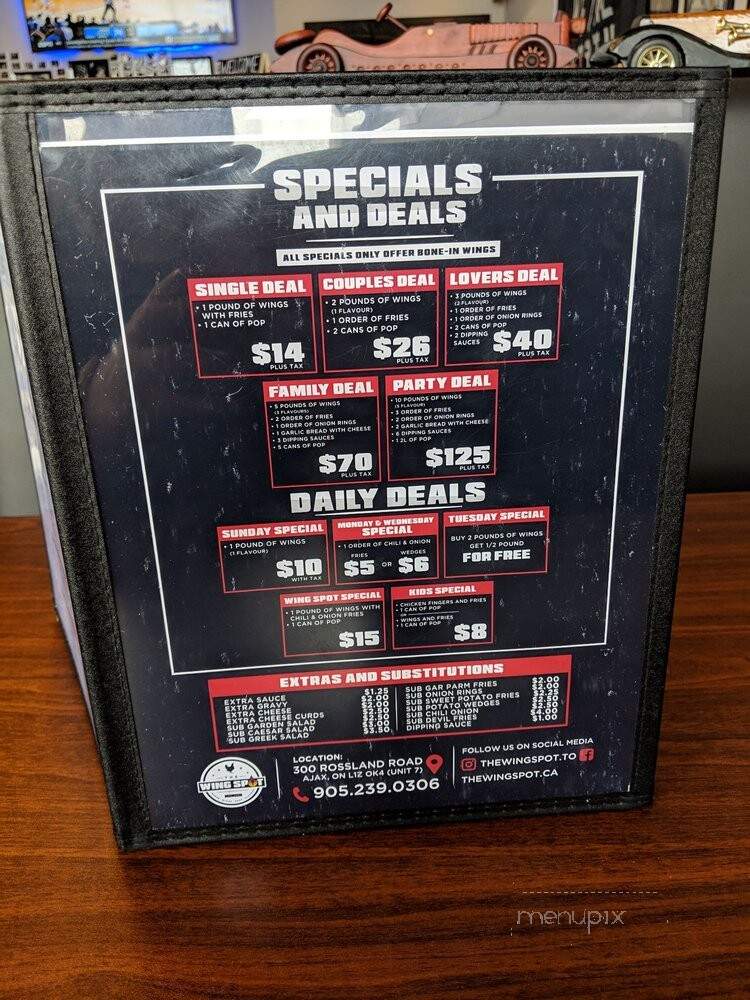 WELCOME
SPECIALS
AND DEALS
ALL SPECIALS ONLY OFFER BONE-IN WINGS
SINGLE DEAL
• 1 POUND OF WINGS
WITH FRIES
• 1 CAN OF POP
$14
PLUS TAX
COUPLES DEAL
• 2 POUNDS OF WINGS
(1 FLAVOUR)
• 1 ORDER OF FRIES
• 2 CANS OF POP
$26
PLUS TAX
LOVERS DEAL
• 3 POUNDS OF WINGS
(2 FLAVOUR)
• 1 ORDER OF FRIES
• 1 ORDER OF ONION RINGS
• 2 CANS OF POP
• 2 DIPPING
SAUCES
$40
PLUS TAX
FAMILY DEAL
• 5 POUNDS OF WINGS
(3 FLAVOURS)
• 2 ORDER OF FRIES
• 1 ORDER OF ONION RINGS
• 1 GARLIC BREAD WITH CHEESE
• 3 DIPPING SAUCES
• 5 CANS OF POP
$70
PLUS TAX
PARTY DEAL
• 10 POUNDS OF WINGS
(5 FLAVOUR)
• 3 ORDER OF FRIES
• 2 ORDER OF ONION RINGS
• 2 GARLIC BREAD WITH CHEESE
• 6 DIPPING SAUCES
• 1 2L OF POP
$125
PLUS TAX
DAILY DEALS
SUNDAY SPECIAL
• 1 POUND OF WINGS
(1 FLAVOUR)
$10
WITH TAX
MONDAY & WEDNESDAY
SPECIAL
• 1 ORDER OF CHILI & ONION
FRIES WEDGES
$5 OR $6
TUESDAY SPECIAL
BUY 2 POUNDS OF WINGS
GET 1/2 POUND
FOR FREE
WING SPOT SPECIAL
• 1 POUND OF WINGS WITH
CHILI & ONION FRIES
• 1 CAN OF POP
$15
KIDS SPECIAL
• CHICKEN FINGERS AND FRIES
• 1 CAN OF POP
OR
• WINGS AND FRIES
• 1 CAN OF POP
$8
EXTRAS AND SUBSTITUTIONS
EXTRA SAUCE $1.25
EXTRA GRAVY $2.00
EXTRA CHEESE $2.00
EXTRA CHEESE CURDS $2.50
SUB GARDEN SALAD $2.50
SUB CAESAR SALAD $3.00
SUB GREEK SALAD $3.50
SUB GAR PARM FRIES $2.00
SUB ONION RINGS $2.00
SUB SWEET POTATO FRIES $2.25
SUB POTATO WEDGES $2.50
SUB CHILI ONION $2.50
SUB DEVIL FRIES $4.50
DIPPING SAUCE $1.00
THE
WING SPOT
LOCATION:
300 ROSSLAND ROAD
AJAX, ON L1Z 0K4 (UNIT 7)
905.239.0306
FOLLOW US ON SOCIAL MEDIA
THEWINGSPOT.TO
THEWINGSPOT.CA
menupix